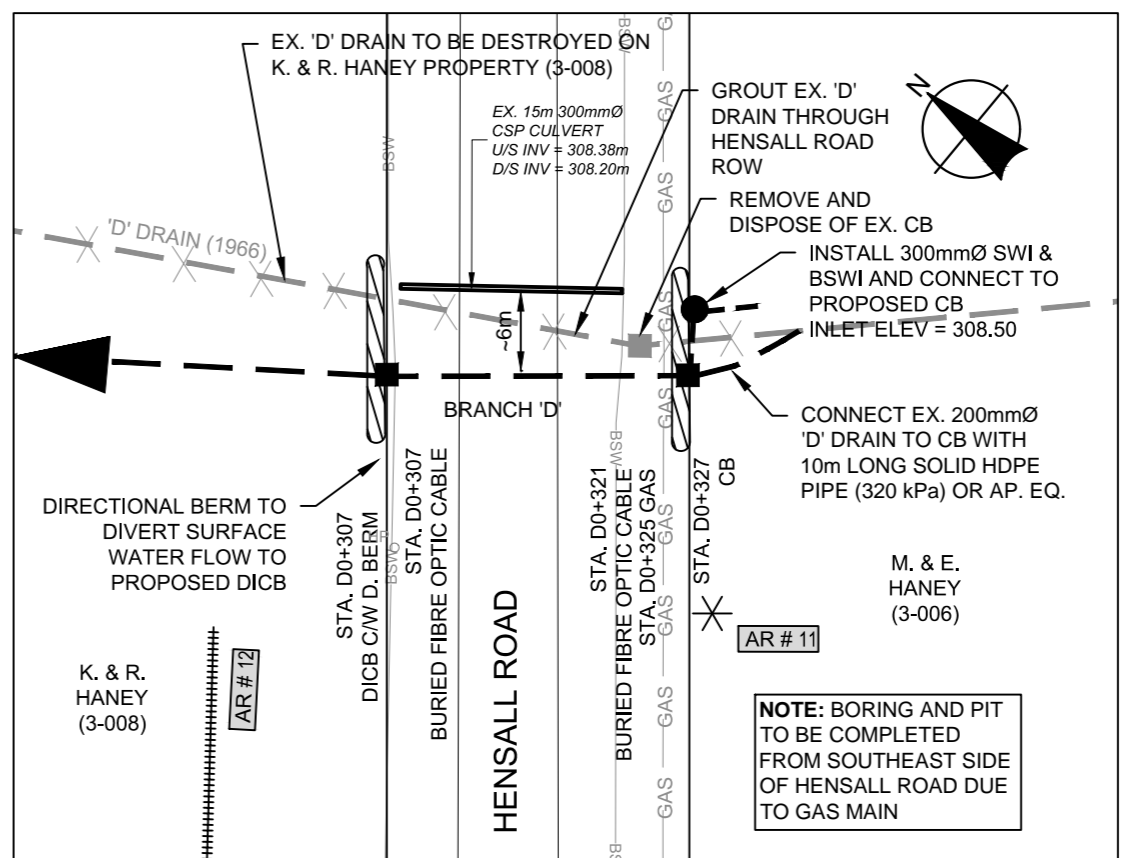 EX. 'D' DRAIN TO BE DESTROYED ON
K. & R. HANEY PROPERTY (3-008)
EX. 15m 300mmØ
CSP CULVERT
U/S INV = 308.38m
D/S INV = 308.20m
GROUT EX. 'D'
DRAIN THROUGH
HENSALL ROAD
ROW
N
REMOVE AND
DISPOSE OF EX. CB
INSTALL 300mmØ SWI &
BSWI AND CONNECT TO
PROPOSED CB
INLET ELEV = 308.50
'D' DRAIN (1966)
~6m
BRANCH 'D'
CONNECT EX. 200mmØ
'D' DRAIN TO CB WITH
10m LONG SOLID HDPE
PIPE (320 kPa) OR AP. EQ.
DIRECTIONAL BERM TO
DIVERT SURFACE
WATER FLOW TO
PROPOSED DICB
STA. D0+307
DICB C/W D. BERM
STA. D0+307
BURIED FIBRE OPTIC CABLE
HENSALL ROAD
STA. D0+321
BURIED FIBRE OPTIC CABLE
STA. D0+325 GAS
STA. D0+327
CB
BSW
BSW
BSW
GAS
GAS
GAS
GAS
GAS
GAS
GAS
GAS
GAS
K. & R.
HANEY
(3-008)
AR # 12
M. & E.
HANEY
(3-006)
AR # 11
NOTE: BORING AND PIT
TO BE COMPLETED
FROM SOUTHEAST SIDE
OF HENSALL ROAD DUE
TO GAS MAIN